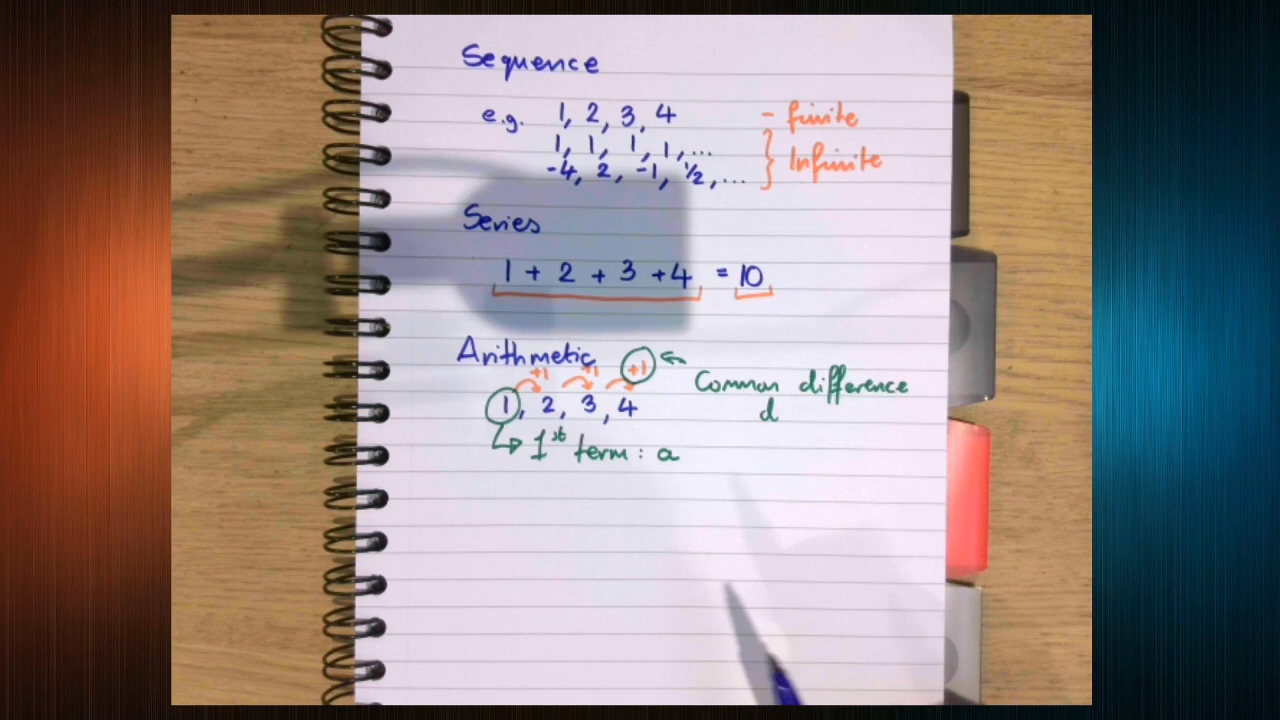 Sequence
e.g. 1, 2, 3, 4 - finite
1, 1, 1, 1, ...
-4, 2, -1, 1/2, ... } Infinite
Series
1 + 2 + 3 + 4 = 10
Arithmetic
+1 +1 +1
Common difference
1, 2, 3, 4 d
1st term : a